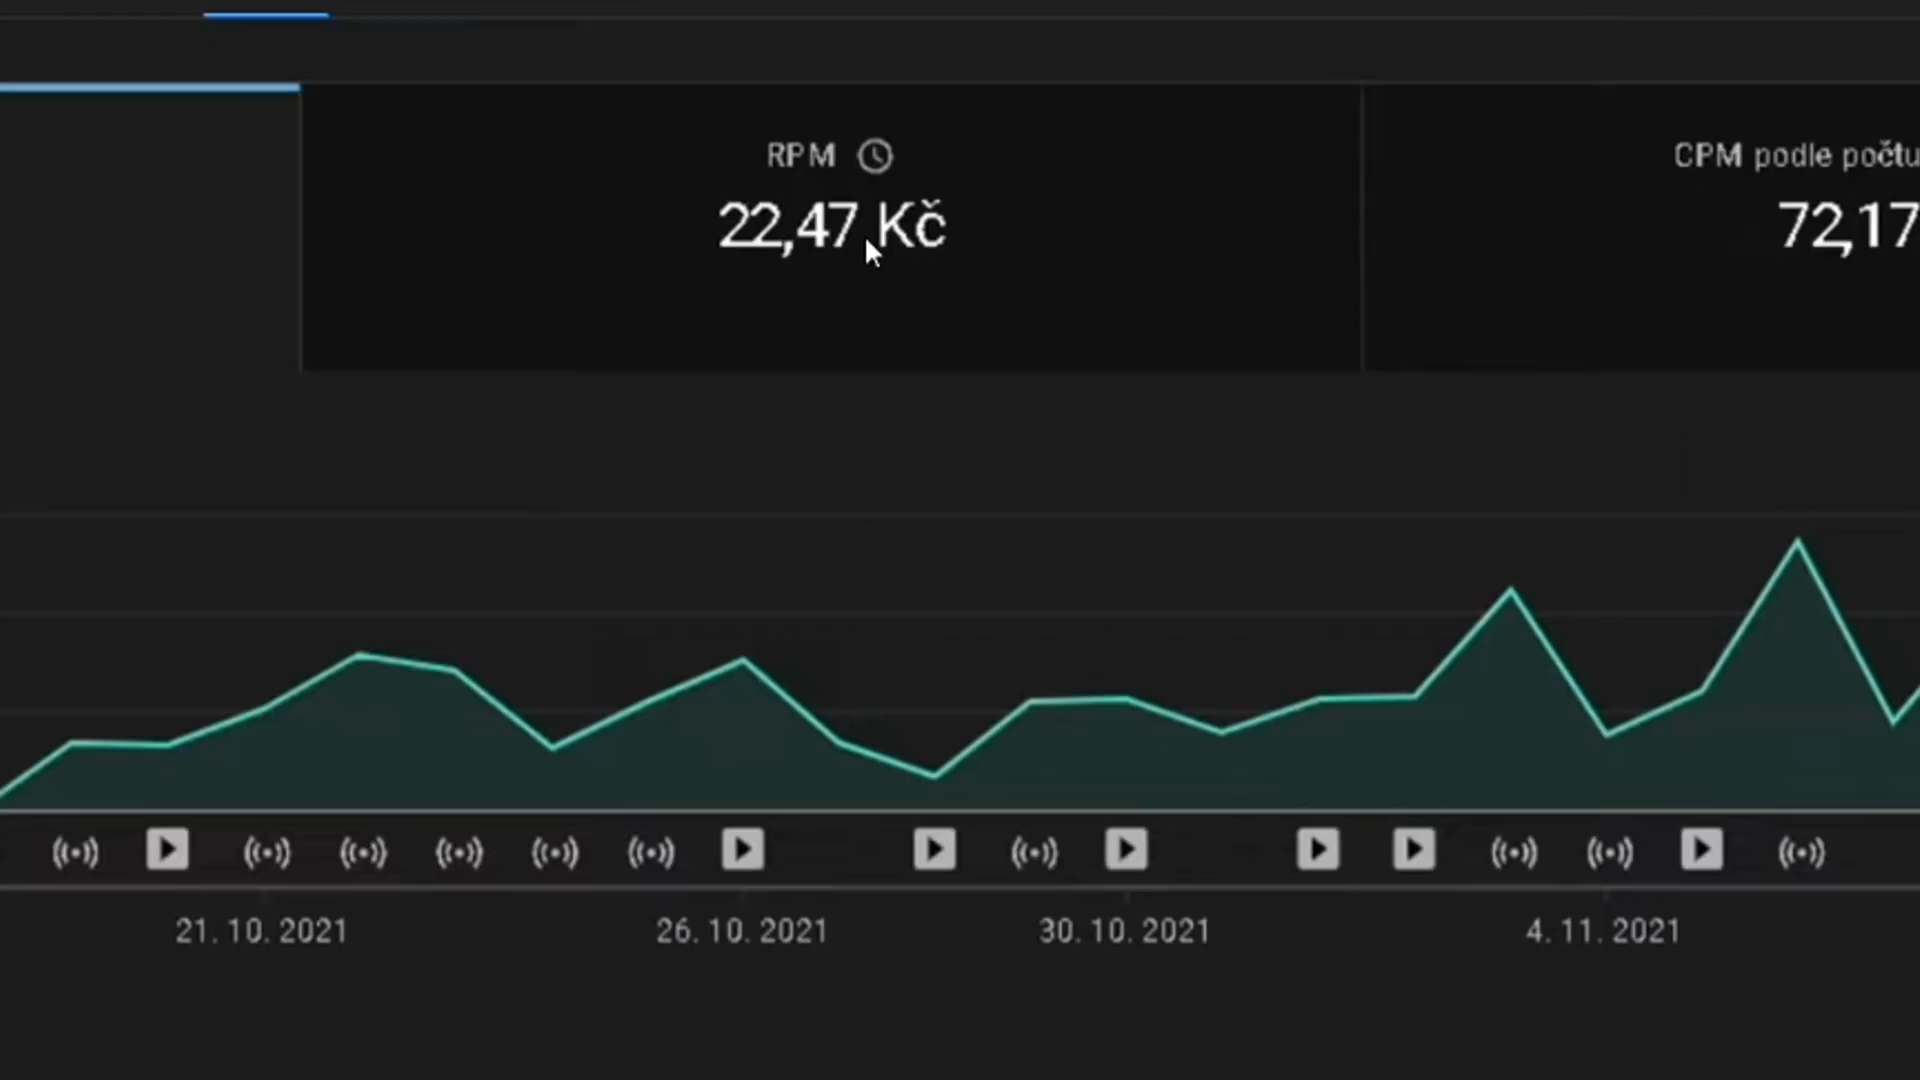 RPM
22,47 Kč
CPM podle počtu
72,17
21. 10. 2021
26. 10. 2021
30. 10. 2021
4. 11. 2021